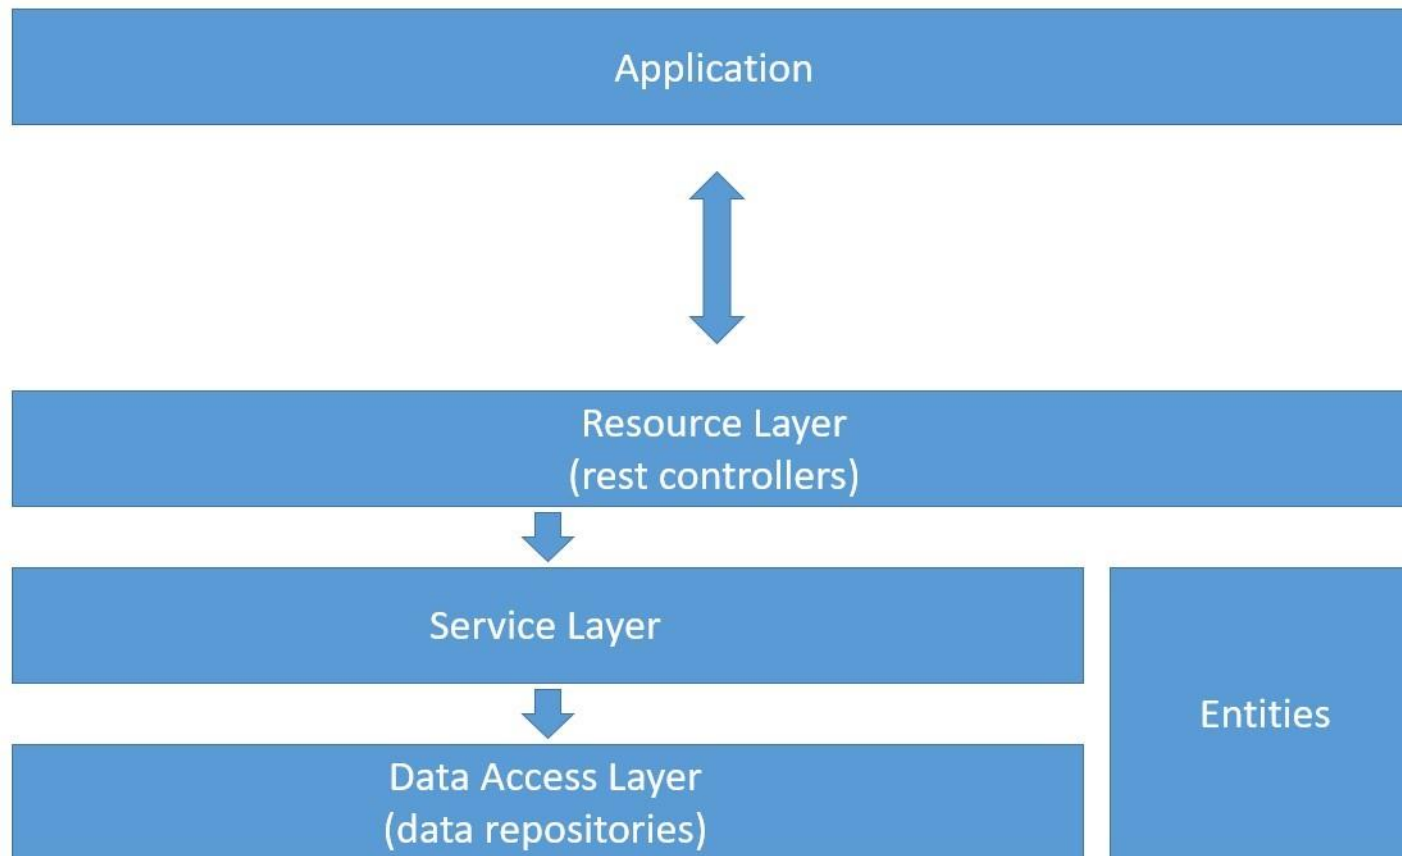 Application
Resource Layer
(rest controllers)
Service Layer
Entities
Data Access Layer
(data repositories)